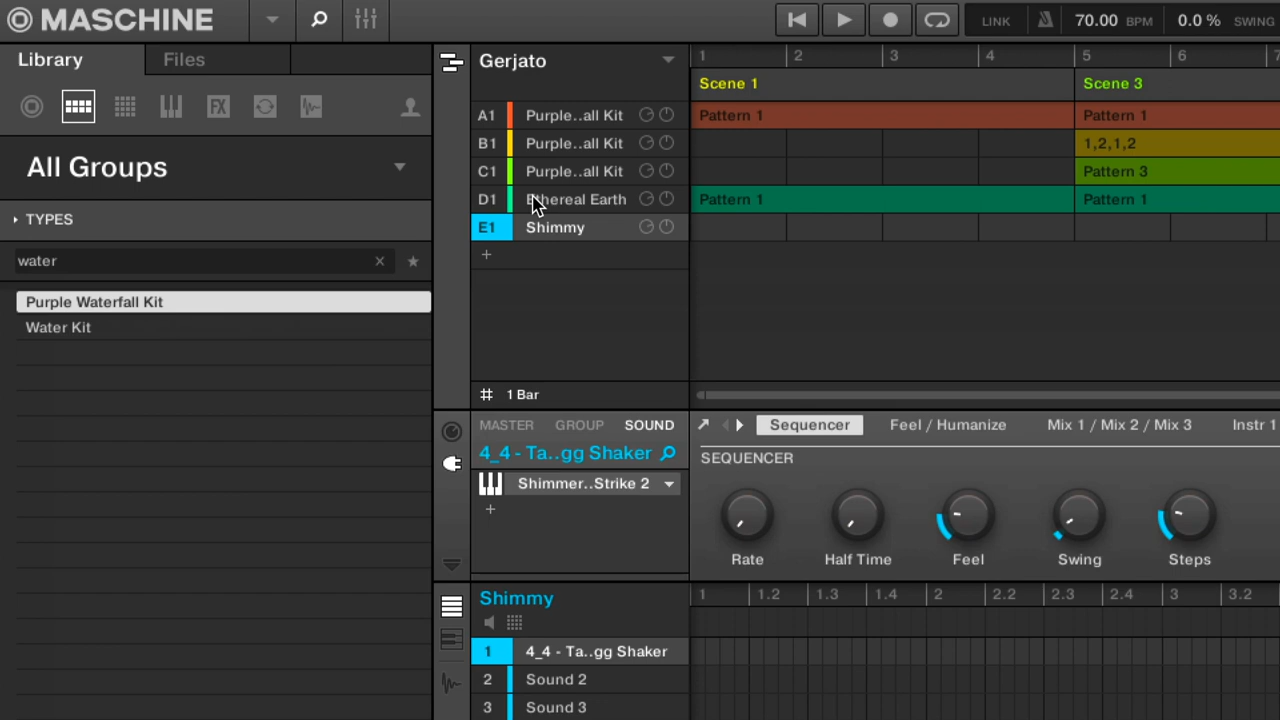 MASCHINE
LINK 70.00 BPM 0.0 % SWING
Library Files
All Groups
TYPES
water
Purple Waterfall Kit
Water Kit
Gerjato
1 2 3 4 5 6
Scene 1 Scene 3
A1 Purple..all Kit Pattern 1 Pattern 1
B1 Purple..all Kit 1,2,1,2
C1 Purple..all Kit Pattern 3
D1 Ethereal Earth Pattern 1 Pattern 1
E1 Shimmy
+
1 Bar
MASTER GROUP SOUND
4_4 - Ta..gg Shaker
Shimmer..Strike 2
+
Sequencer Feel / Humanize Mix 1 / Mix 2 / Mix 3 Instr 1
SEQUENCER
Rate Half Time Feel Swing Steps
Shimmy
1 1.2 1.3 1.4 2 2.2 2.3 2.4 3 3.2
1 4_4 - Ta..gg Shaker
2 Sound 2
3 Sound 3